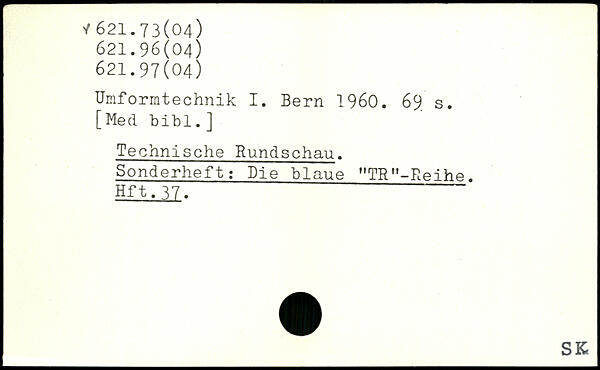 √621.73(04)
621.96(04)
621.97(04)
Umformtechnik I. Bern 1960. 69 s.
[Med bibl.]
Technische Rundschau.
Sonderheft: Die blaue "TR"-Reihe.
Hft.37.
SK